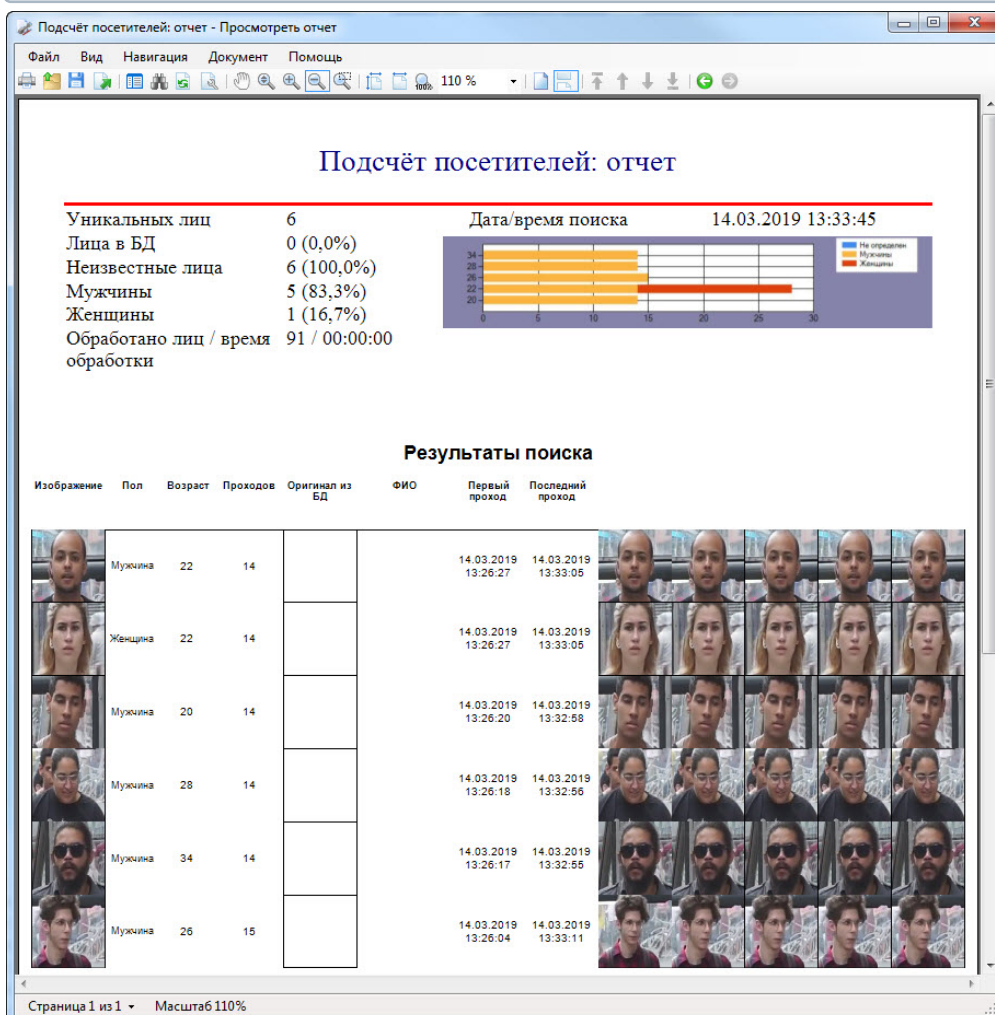 Подсчёт посетителей: отчет - Просмотреть отчет
Файл Вид Навигация Документ Помощь
100% 110 %
Подсчёт посетителей: отчет
Уникальных лиц 6 Дата/время поиска 14.03.2019 13:33:45
Лица в БД 0 (0,0%)
Неизвестные лица 6 (100,0%)
Мужчины 5 (83,3%)
Женщины 1 (16,7%)
Обработано лиц / время 91 / 00:00:00
обработки
Не определен
Мужчины
Женщины
34
28
26
22
20
0 5 10 15 20 25 30
Результаты поиска
Изображение Пол Возраст Проходов Оригинал из ФИО Первый Последний
БД проход проход
Мужчина 22 14 14.03.2019 14.03.2019
13:26:27 13:33:05
Женщина 22 14 14.03.2019 14.03.2019
13:26:27 13:33:05
Мужчина 20 14 14.03.2019 14.03.2019
13:26:20 13:32:58
Мужчина 28 14 14.03.2019 14.03.2019
13:26:18 13:32:56
Мужчина 34 14 14.03.2019 14.03.2019
13:26:17 13:32:55
Мужчина 26 15 14.03.2019 14.03.2019
13:26:04 13:33:11
Страница 1 из 1 Масштаб 110%